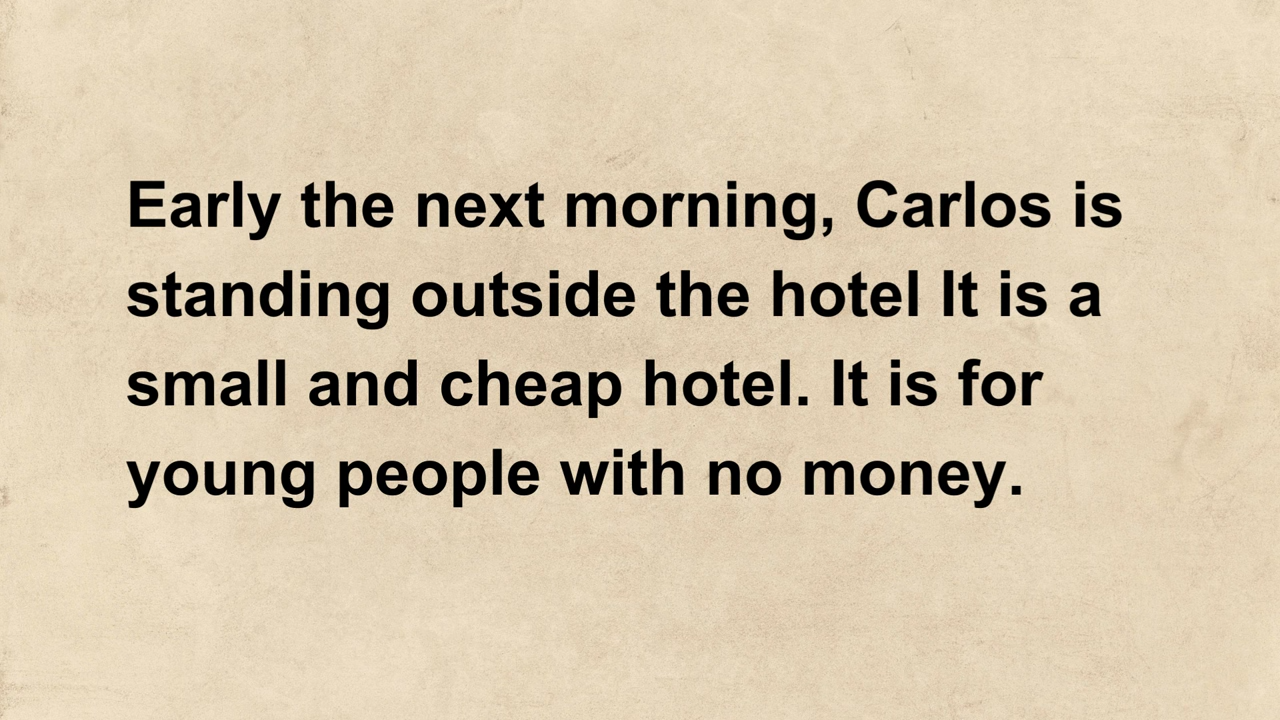 Early the next morning, Carlos is
standing outside the hotel It is a
small and cheap hotel. It is for
young people with no money.